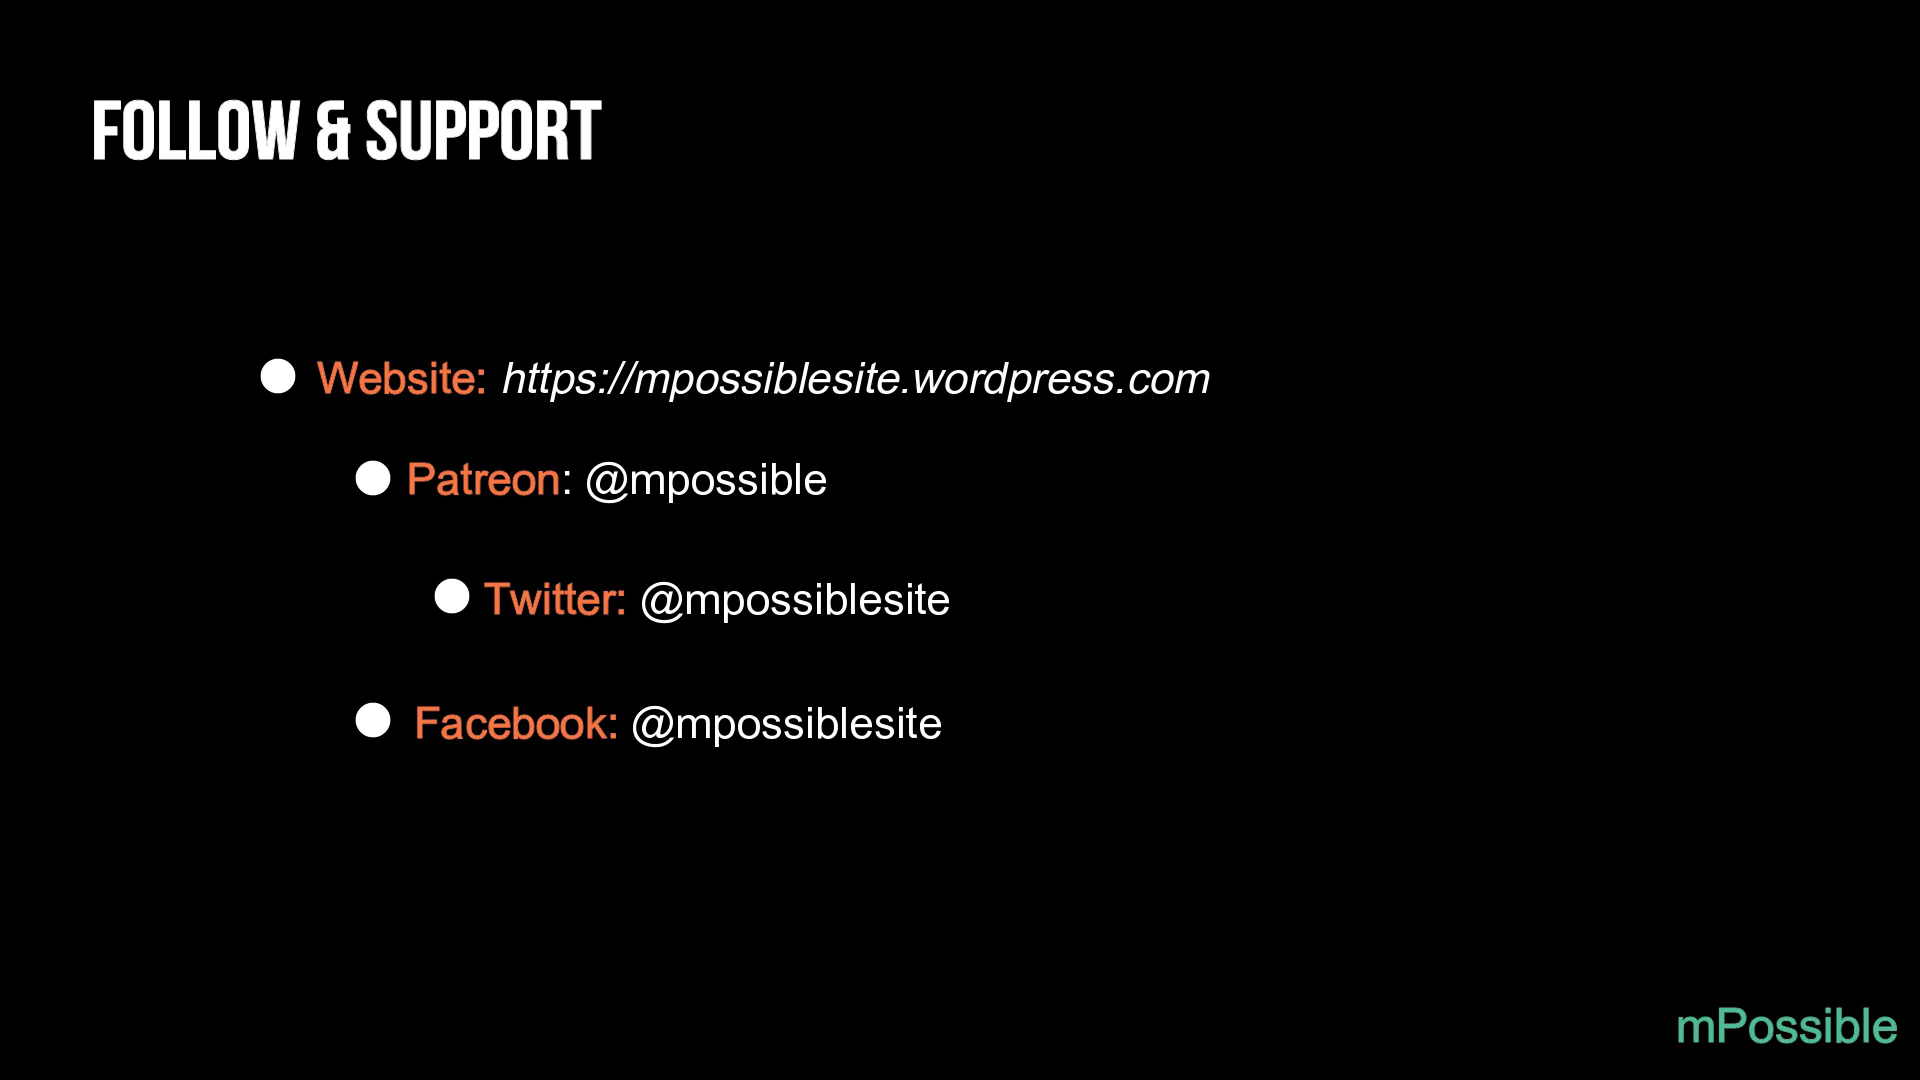 FOLLOW & SUPPORT
Website: https://mpossiblesite.wordpress.com
Patreon: @mpossible
Twitter: @mpossiblesite
Facebook: @mpossiblesite
mPossible